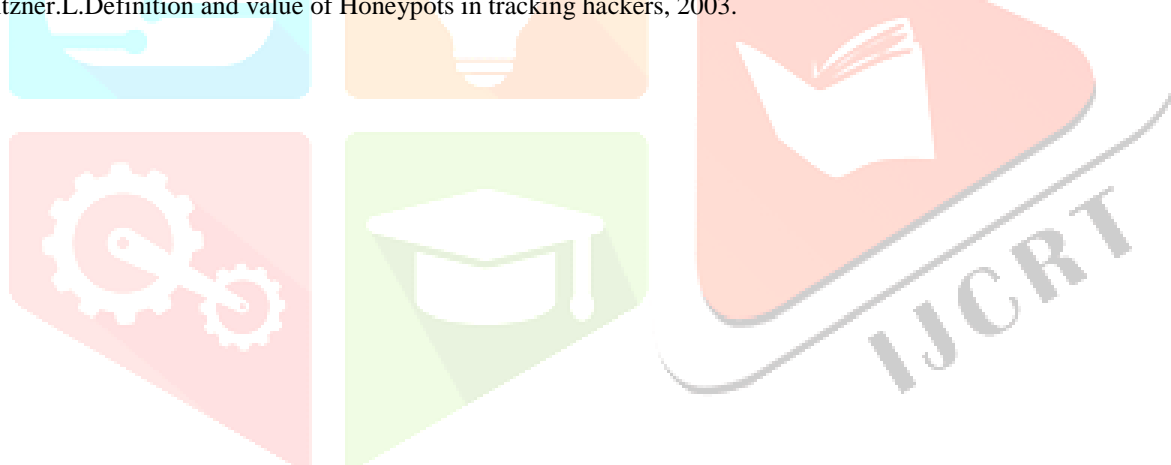 tzner.L.Definition and value of Honeypots in tracking hackers, 2003.
IJCRT